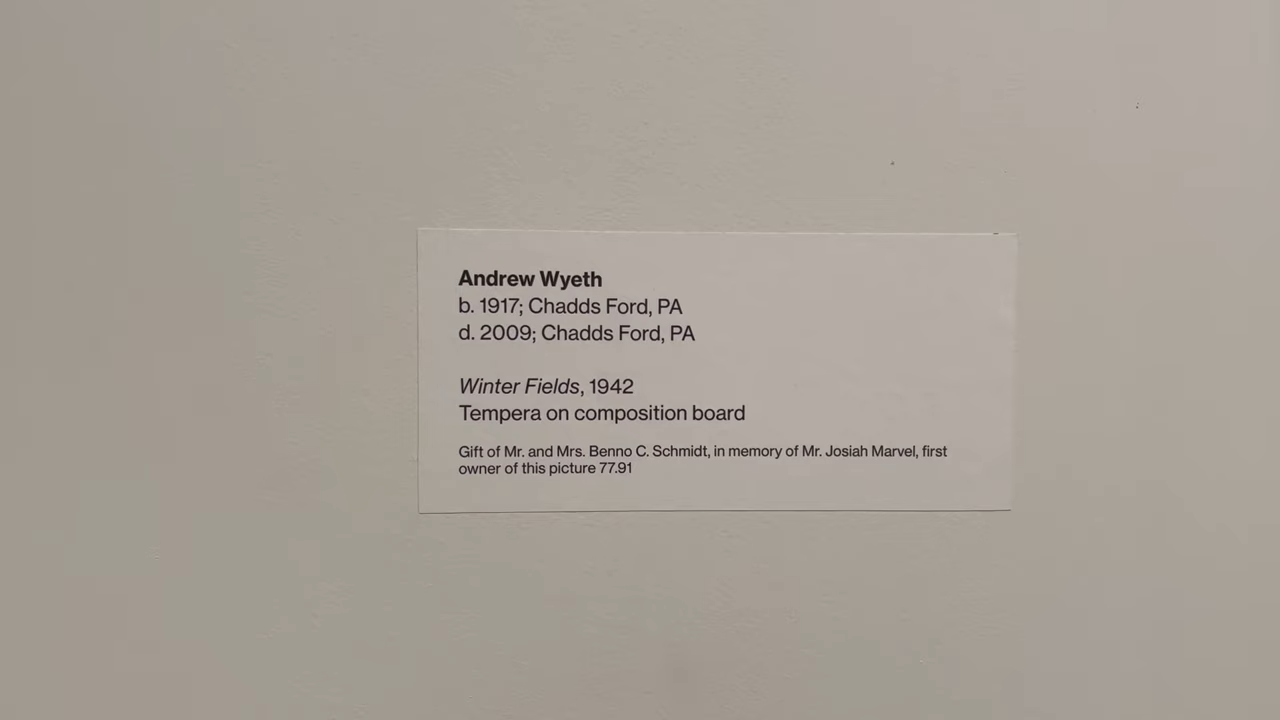 Andrew Wyeth
b. 1917; Chadds Ford, PA
d. 2009; Chadds Ford, PA
Winter Fields, 1942
Tempera on composition board
Gift of Mr. and Mrs. Benno C. Schmidt, in memory of Mr. Josiah Marvel, first
owner of this picture 77.91